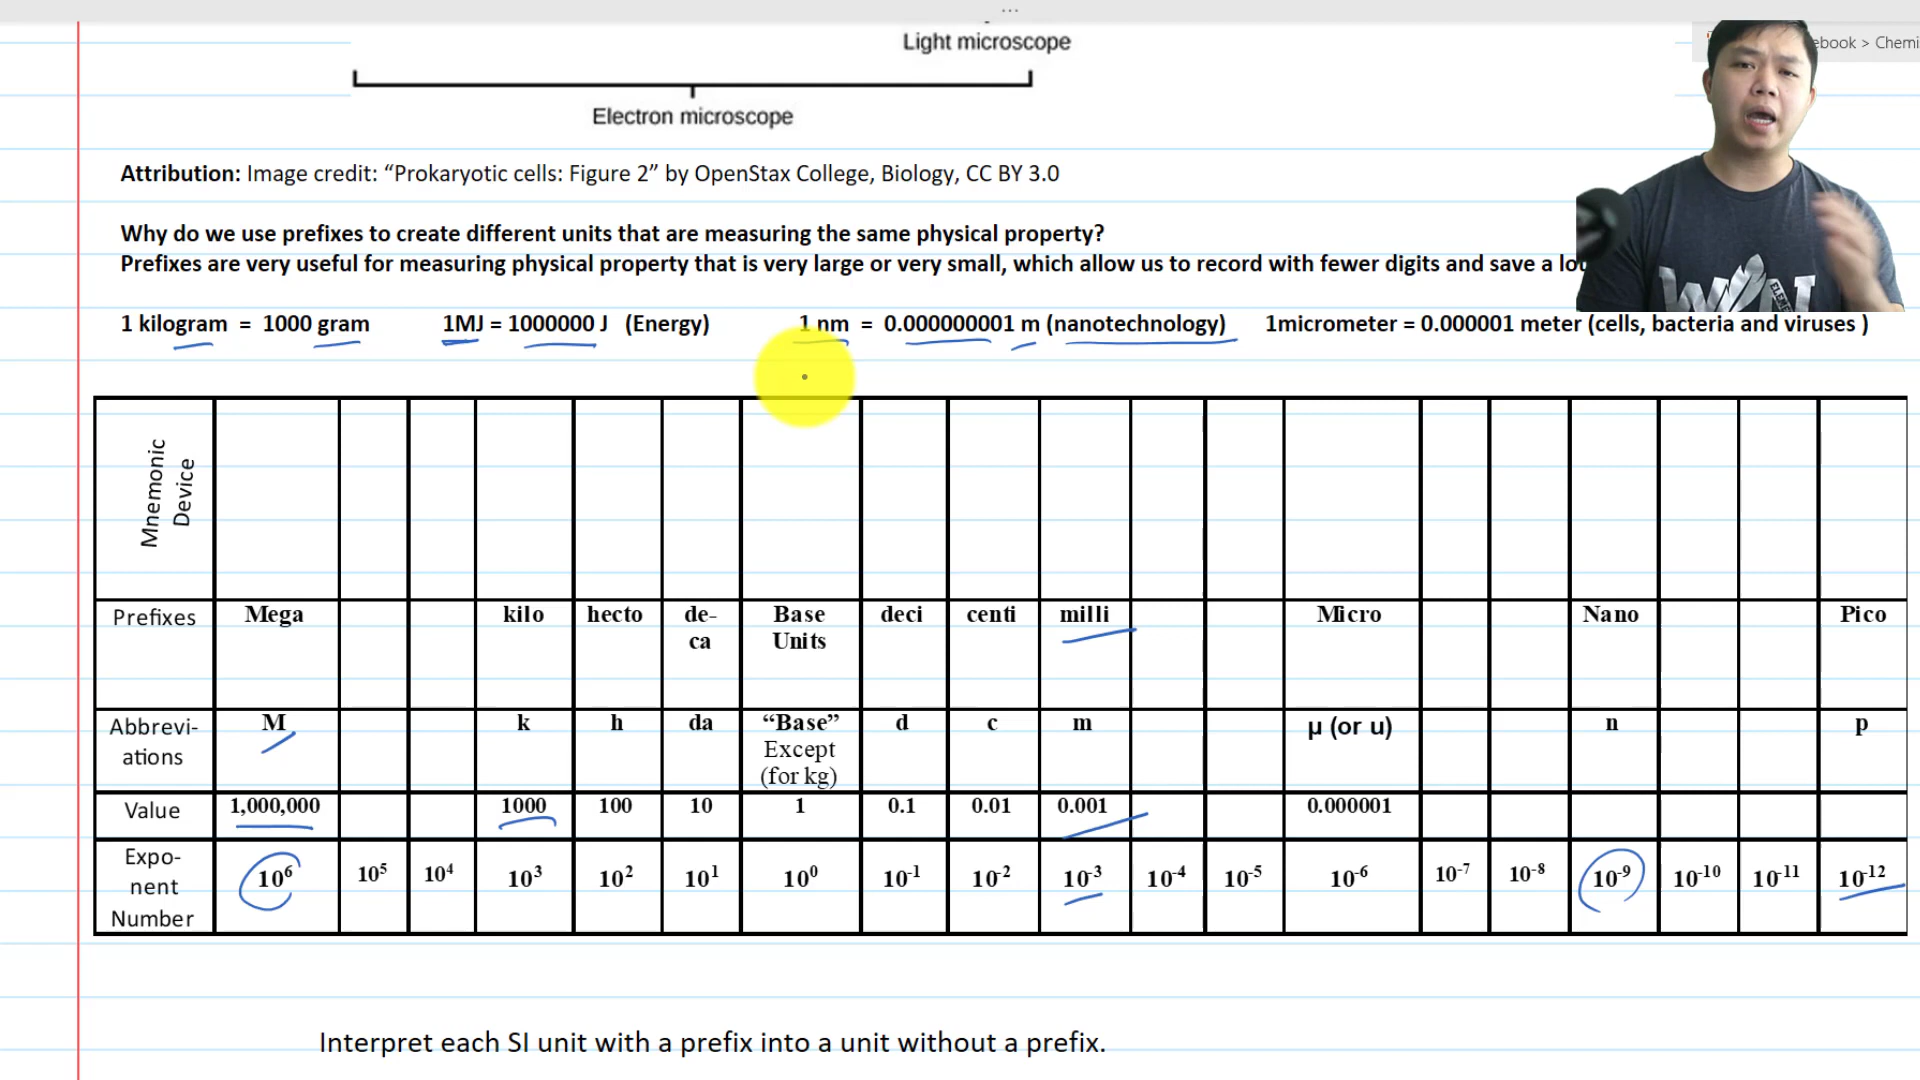 ...
Light microscope
ebook > Chemi
Electron microscope
Attribution: Image credit: “Prokaryotic cells: Figure 2” by OpenStax College, Biology, CC BY 3.0
Why do we use prefixes to create different units that are measuring the same physical property?
Prefixes are very useful for measuring physical property that is very large or very small, which allow us to record with fewer digits and save a lot
1 kilogram = 1000 gram 1MJ = 1000000 J (Energy) 1 nm = 0.000000001 m (nanotechnology) 1micrometer = 0.000001 meter (cells, bacteria and viruses )
Mnemonic
Device
Prefixes Mega kilo hecto de- Base deci centi milli Micro Nano Pico
ca Units
Abbrevi- M k h da “Base” d c m µ (or u) n p
ations Except
(for kg)
Value 1,000,000 1000 100 10 1 0.1 0.01 0.001 0.000001
Expo-
nent 10⁶ 10⁵ 10⁴ 10³ 10² 10¹ 10⁰ 10⁻¹ 10⁻² 10⁻³ 10⁻⁴ 10⁻⁵ 10⁻⁶ 10⁻⁷ 10⁻⁸ 10⁻⁹ 10⁻¹⁰ 10⁻¹¹ 10⁻¹²
Number
Interpret each SI unit with a prefix into a unit without a prefix.